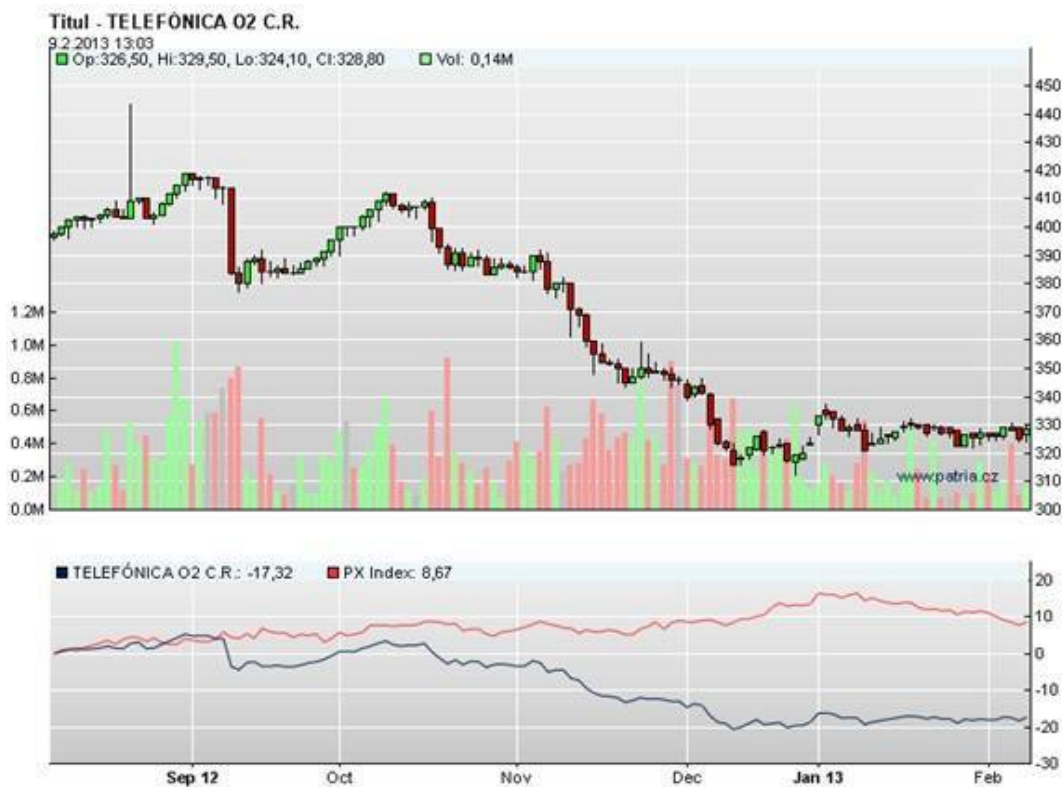 Titul - TELEFÓNICA O2 C.R.
9.2.2013 13:03
Op:326,50, Hi:329,50, Lo:324,10, Cl:328,80 Vol: 0,14M
450
440
430
420
410
400
390
380
370
360
350
340
330
320
310
300
1.2M
1.0M
0.8M
0.6M
0.4M
0.2M
0.0M
www.patria.cz
TELEFÓNICA O2 C.R.: -17,32 PX Index: 8,67
20
10
0
-10
-20
-30
Sep 12 Oct Nov Dec Jan 13 Feb